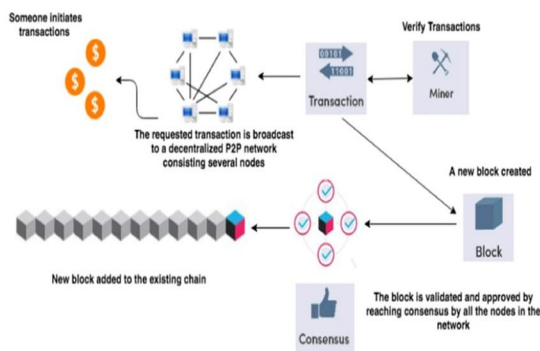 Someone initiates
transactions
$
$
$
The requested transaction is broadcast
to a decentralized P2P network
consisting several nodes
00101
11001
Transaction
Verify Transactions
Miner
A new block created
Block
The block is validated and approved by
reaching consensus by all the nodes in the
network
Consensus
New block added to the existing chain